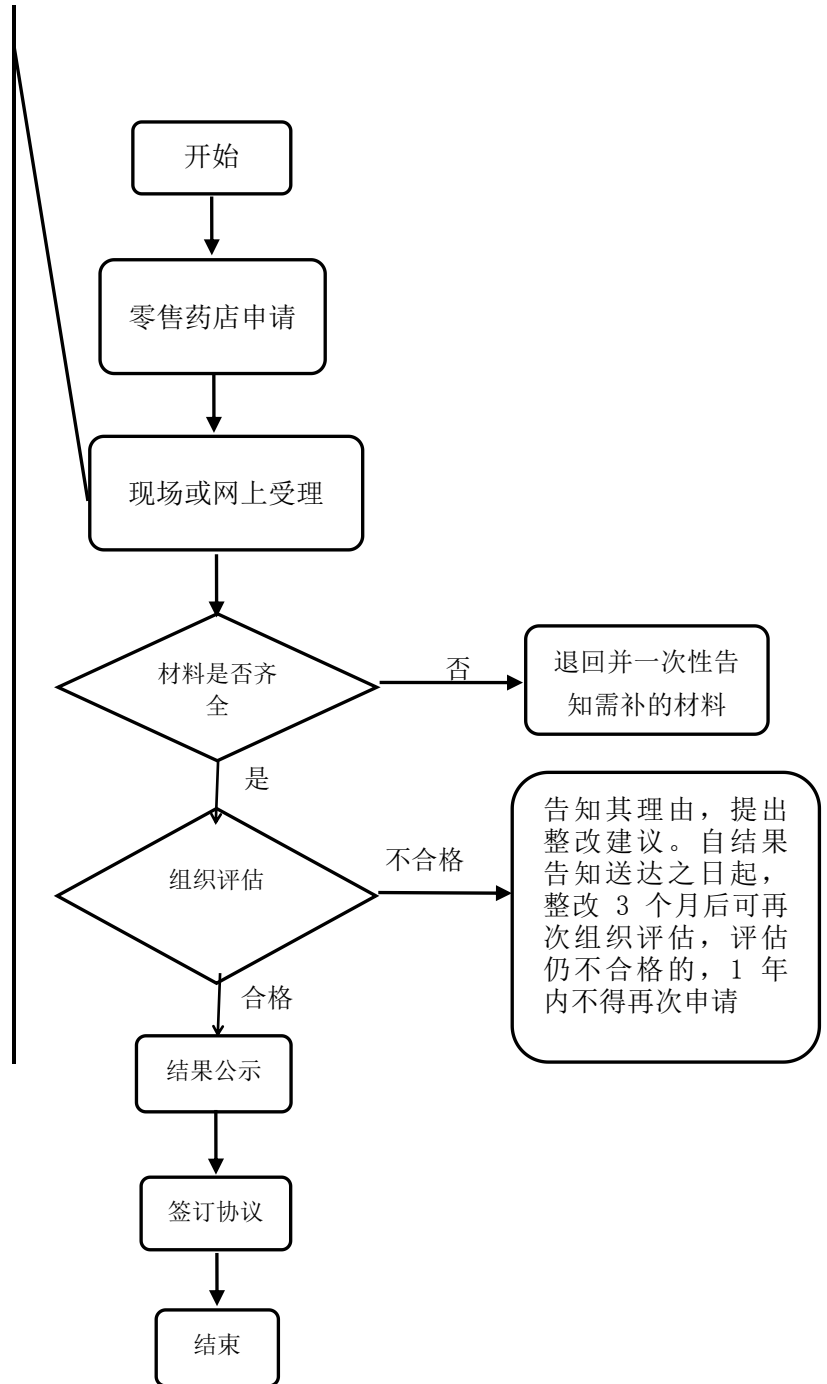 开始
零售药店申请
现场或网上受理
材料是否齐
全
否
退回并一次性告
知需补的材料
是
组织评估
不合格
告知其理由，提出
整改建议。自结果
告知送达之日起，
整改 3 个月后可再
次组织评估，评估
仍不合格的，1 年
内不得再次申请
合格
结果公示
签订协议
结束